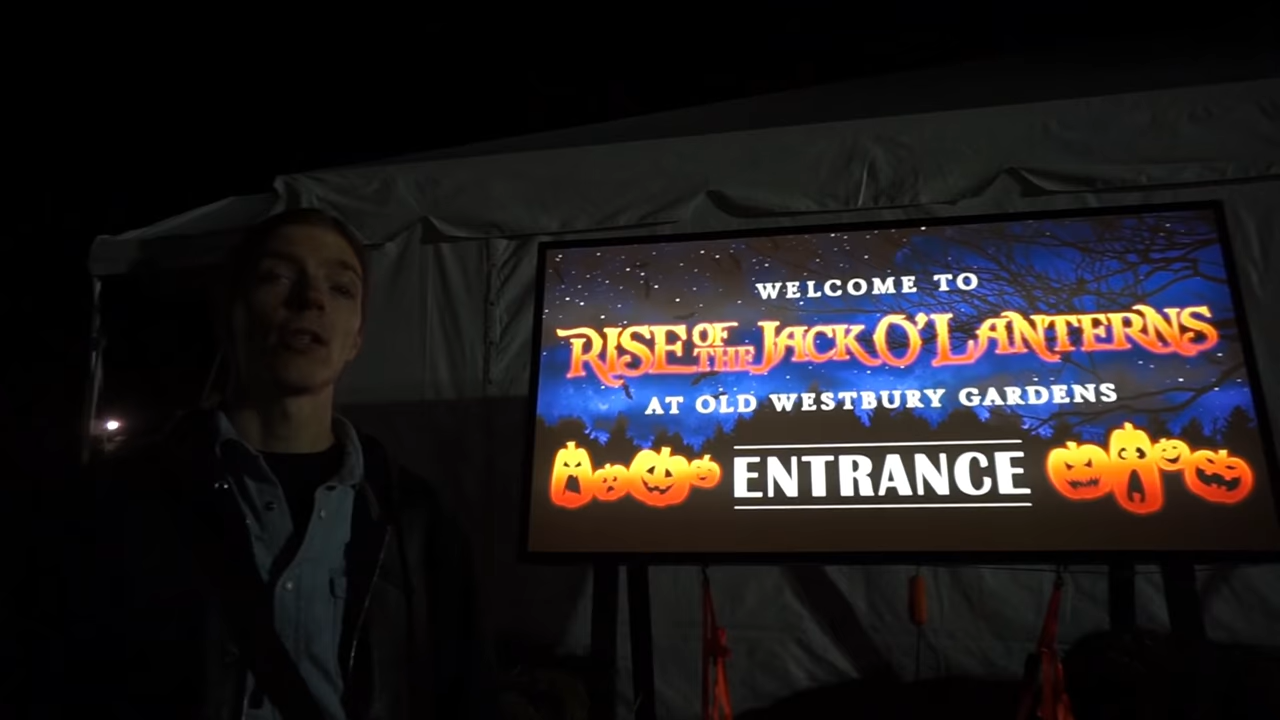 WELCOME TO
RISE OF THE JACK O'LANTERNS
AT OLD WESTBURY GARDENS
ENTRANCE